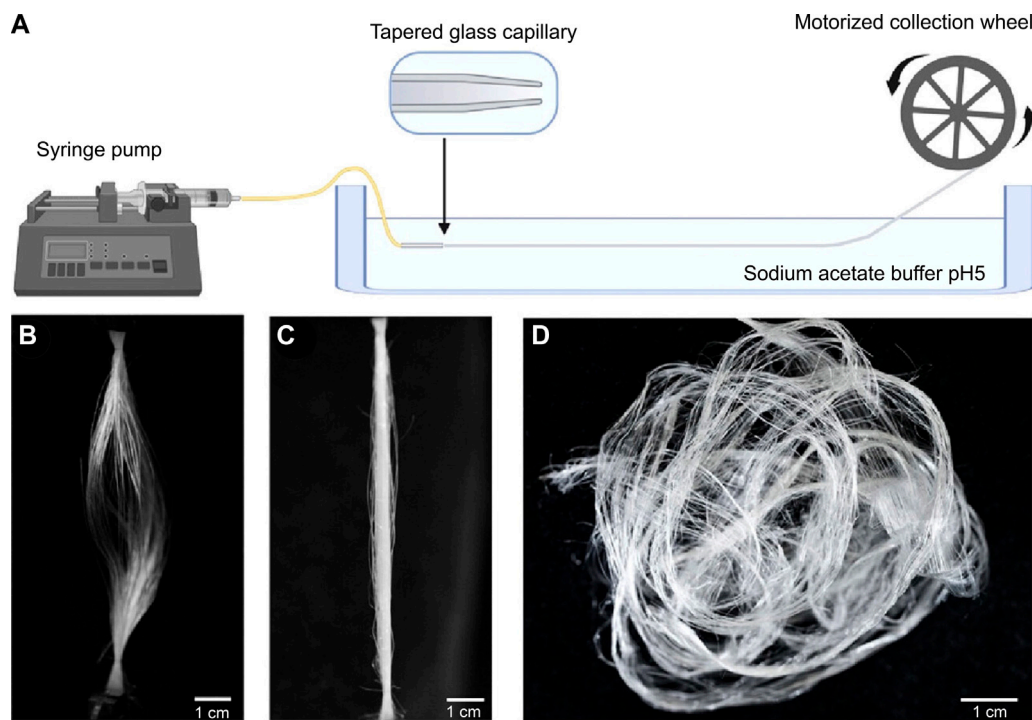 A
Tapered glass capillary
Motorized collection wheel
Syringe pump
Sodium acetate buffer pH5
B
C
D
1 cm
1 cm
1 cm